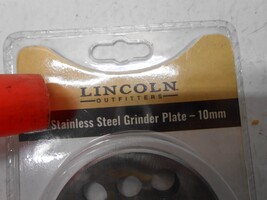 LINCOLN
OUTFITTERS
Stainless Steel Grinder Plate – 10mm